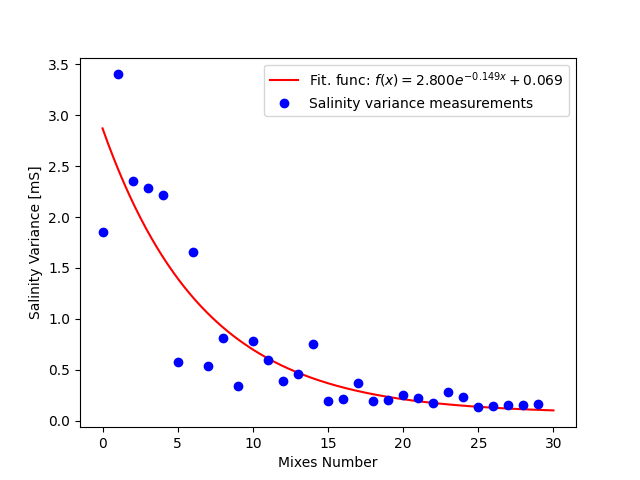 3.5
3.0
2.5
2.0
1.5
1.0
0.5
0.0
Salinity Variance [mS]
Fit. func: f(x) = 2.800e^{-0.149x} + 0.069
Salinity variance measurements
0 5 10 15 20 25 30
Mixes Number